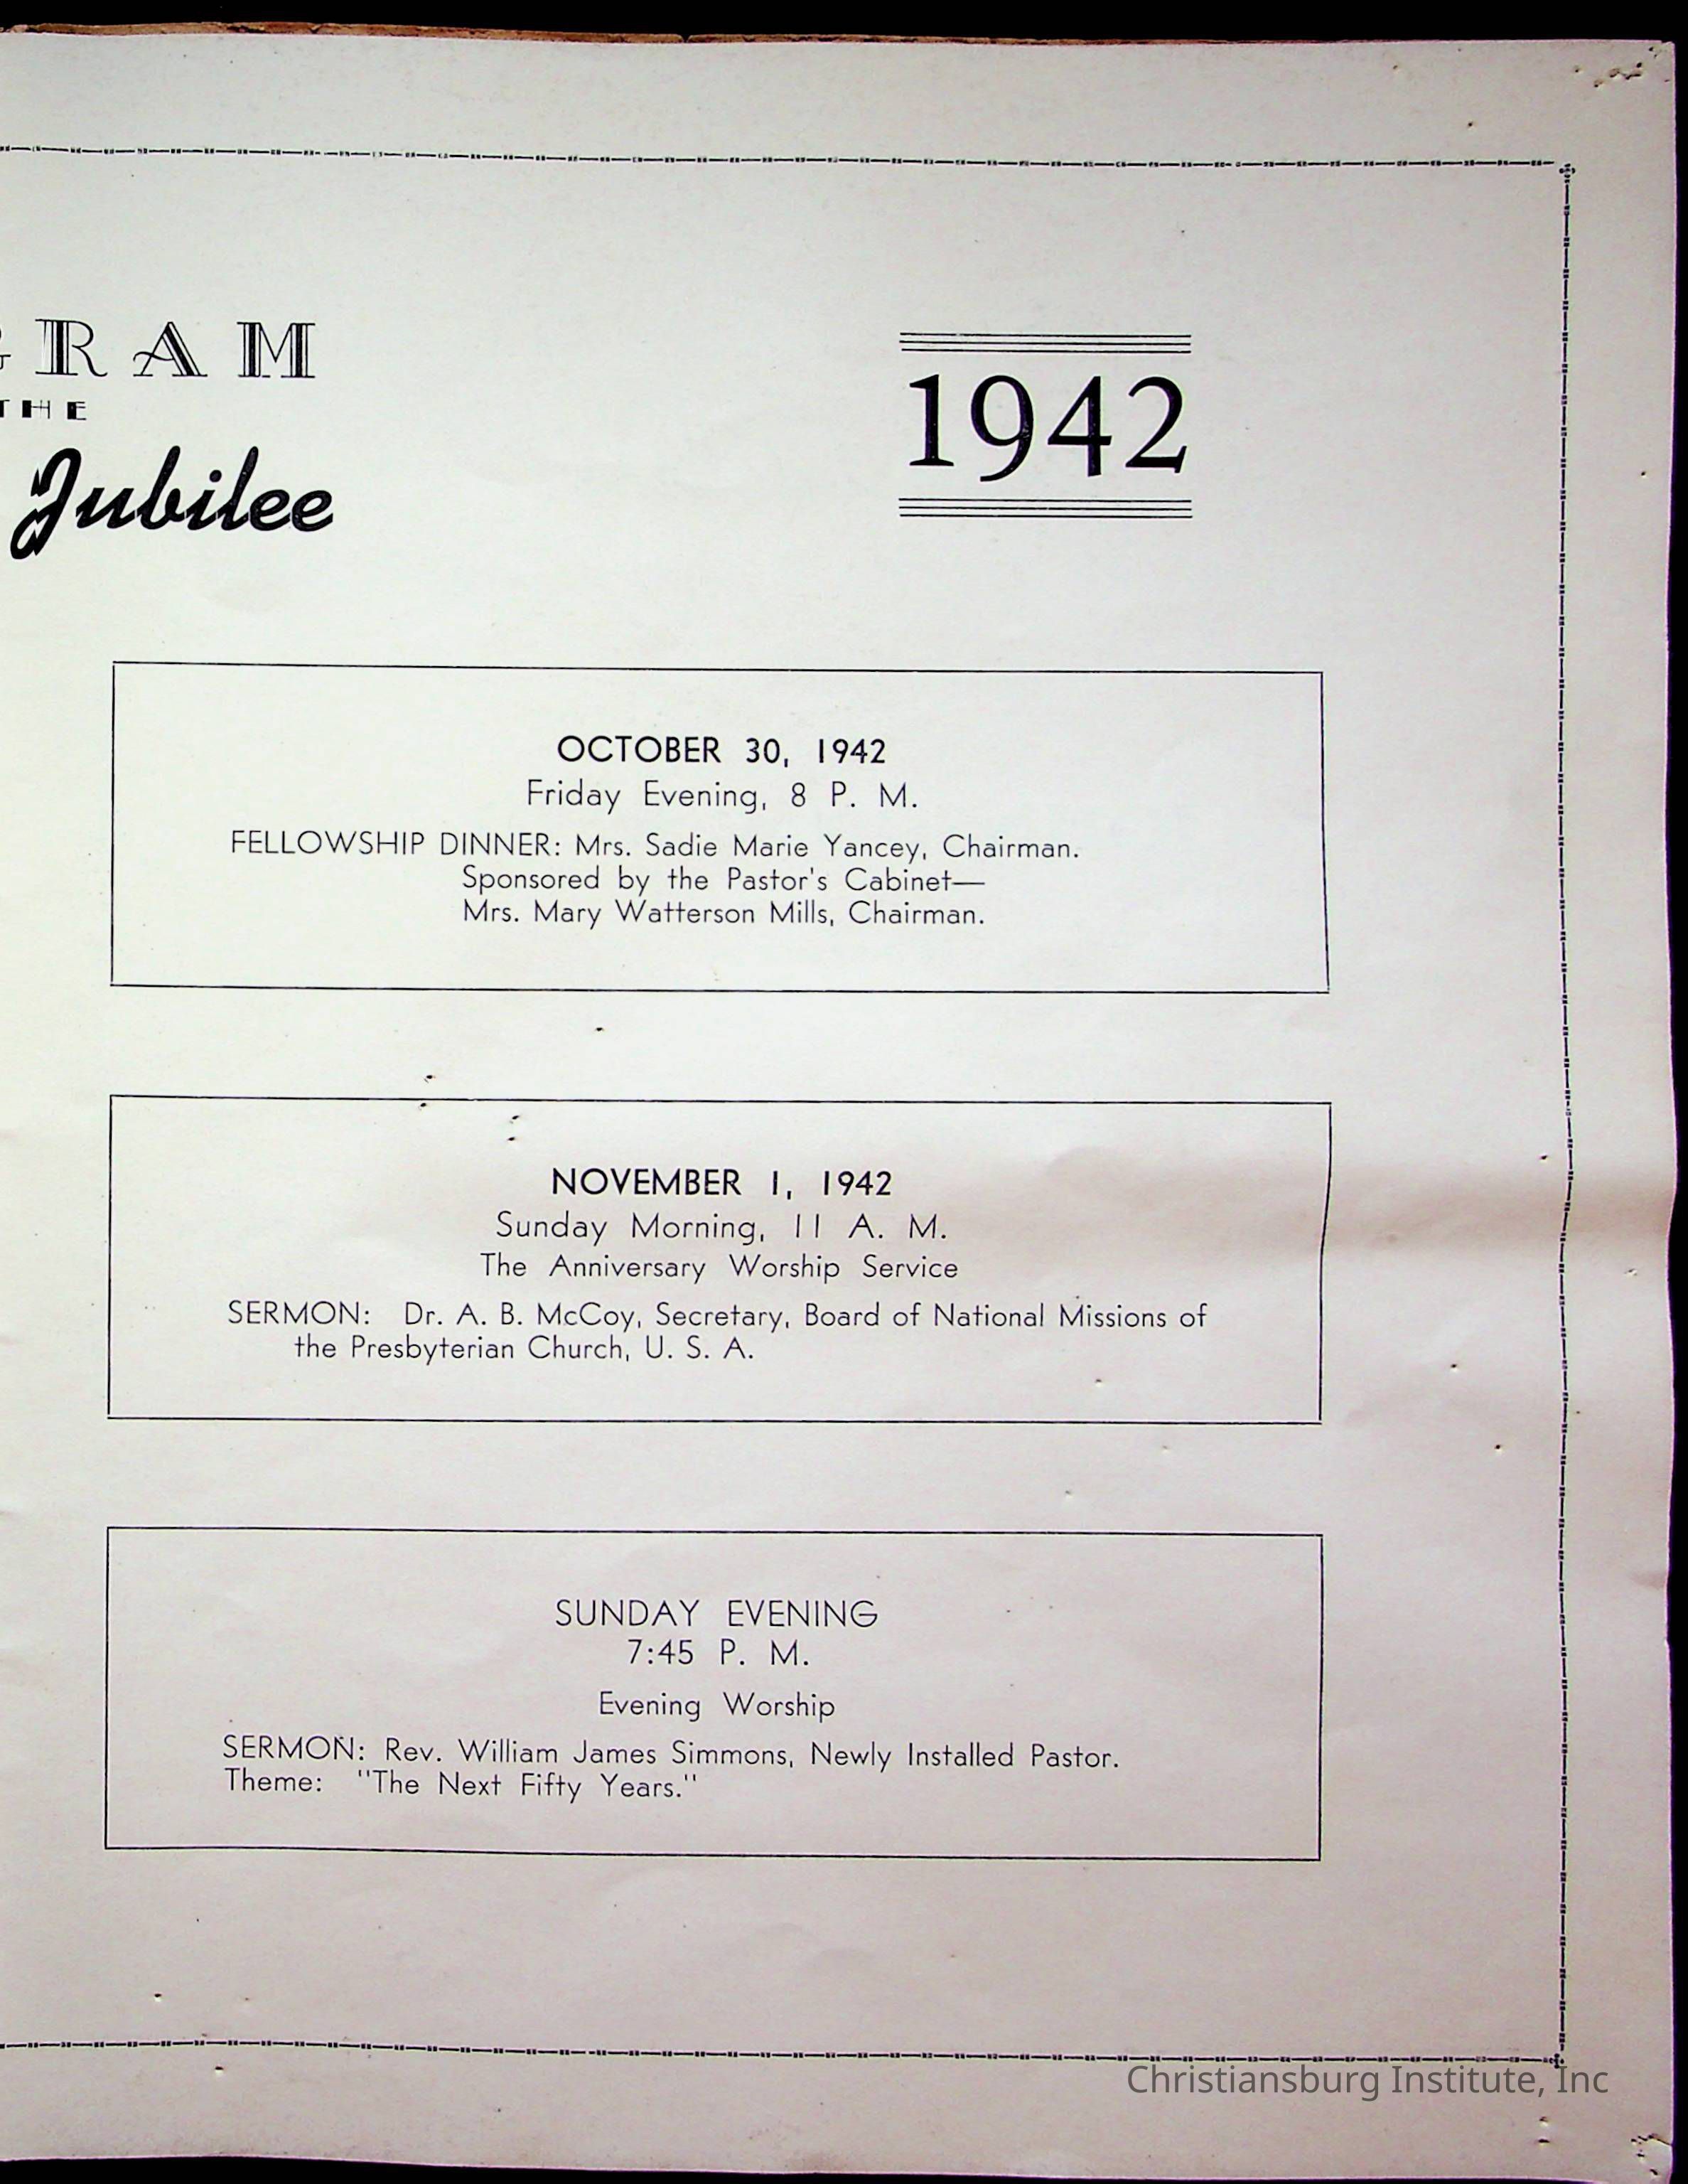 GRAM
THE
Jubilee
1942
OCTOBER 30, 1942
Friday Evening, 8 P. M.
FELLOWSHIP DINNER: Mrs. Sadie Marie Yancey, Chairman.
Sponsored by the Pastor's Cabinet—
Mrs. Mary Watterson Mills, Chairman.
NOVEMBER 1, 1942
Sunday Morning, 11 A. M.
The Anniversary Worship Service
SERMON: Dr. A. B. McCoy, Secretary, Board of National Missions of
the Presbyterian Church, U. S. A.
SUNDAY EVENING
7:45 P. M.
Evening Worship
SERMON: Rev. William James Simmons, Newly Installed Pastor.
Theme: "The Next Fifty Years."
Christiansburg Institute, Inc